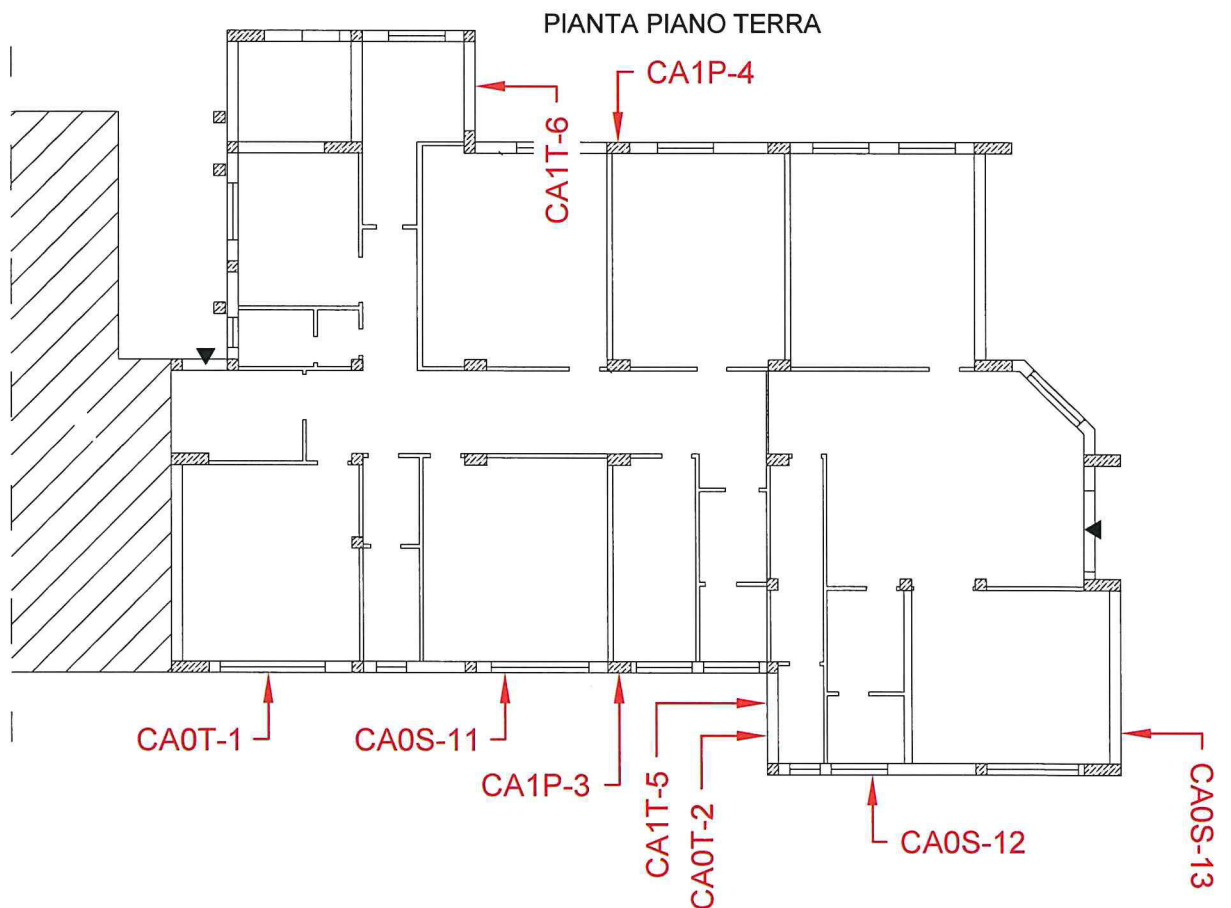 PIANTA PIANO TERRA
CA1P-4
CA1T-6
CA0T-1
CA0S-11
CA1P-3
CA1T-5
CA0T-2
CA0S-12
CA0S-13